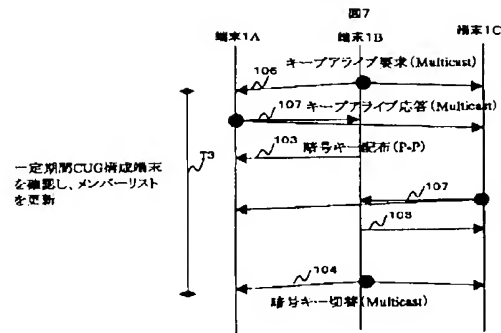 図7
端末1A
端末1B
端末1C
キープアライブ要求(Multicast)
106
107
キープアライブ応答(Multicast)
103
暗号キー配布(P-P)
T3
一定期間CUG構成端末
を確認し、メンバーリスト
を更新
107
103
104
暗号キー切替(Multicast)